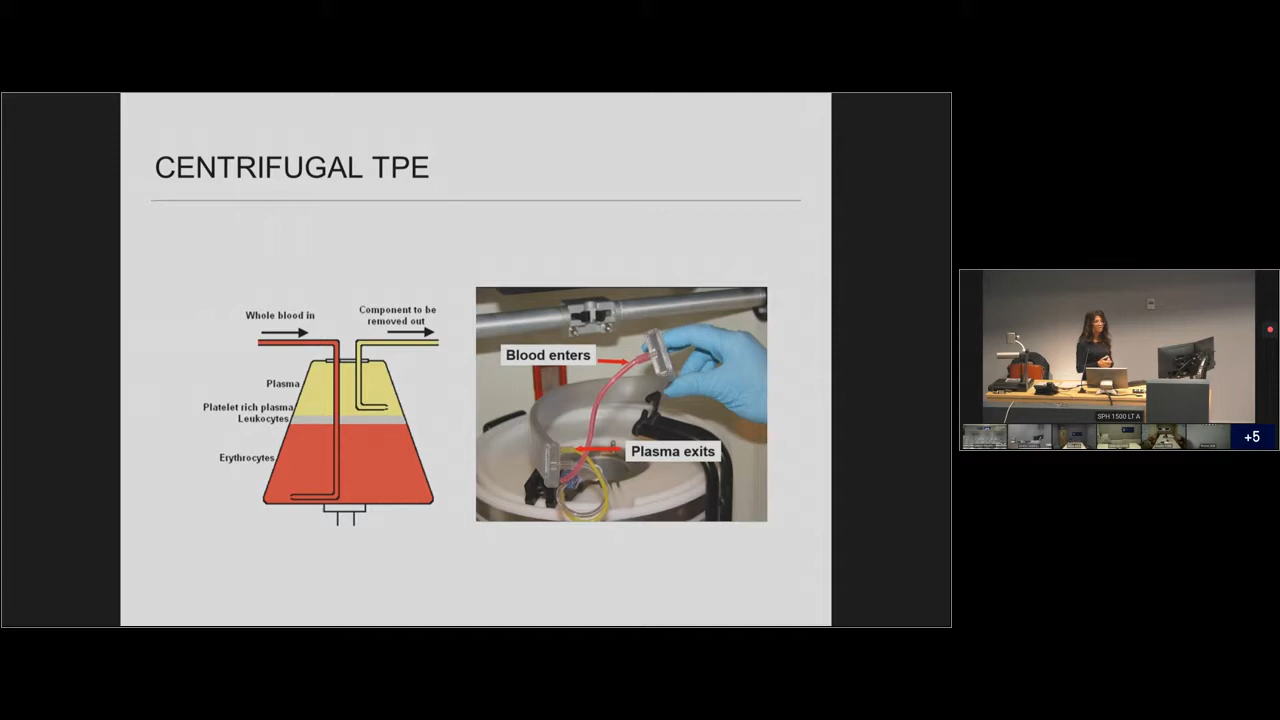 CENTRIFUGAL TPE
Whole blood in
Component to be
removed out
Plasma
Platelet rich plasma
Leukocytes
Erythrocytes
Blood enters
Plasma exits
SPH 1500 LT A
+5